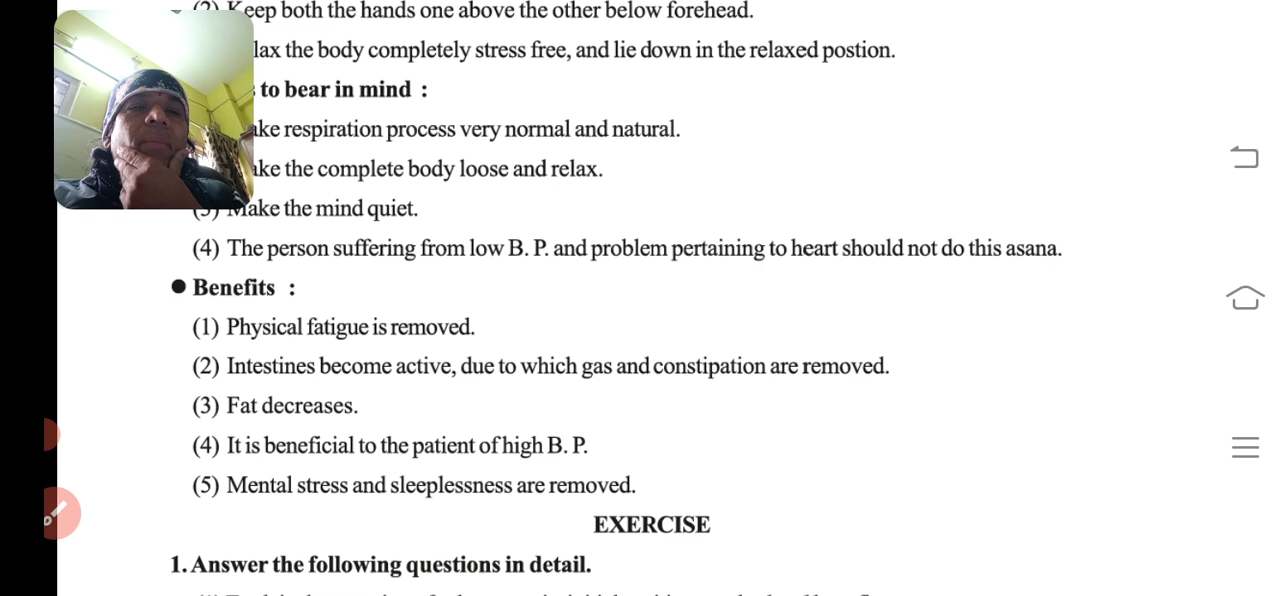 Keep both the hands one above the other below forehead.
the body completely stress free, and lie down in the relaxed postion.
to bear in mind :
respiration process very normal and natural.
the complete body loose and relax.
(3) Make the mind quiet.
(4) The person suffering from low B. P. and problem pertaining to heart should not do this asana.
● Benefits :
(1) Physical fatigue is removed.
(2) Intestines become active, due to which gas and constipation are removed.
(3) Fat decreases.
(4) It is beneficial to the patient of high B. P.
(5) Mental stress and sleeplessness are removed.
EXERCISE
1. Answer the following questions in detail.